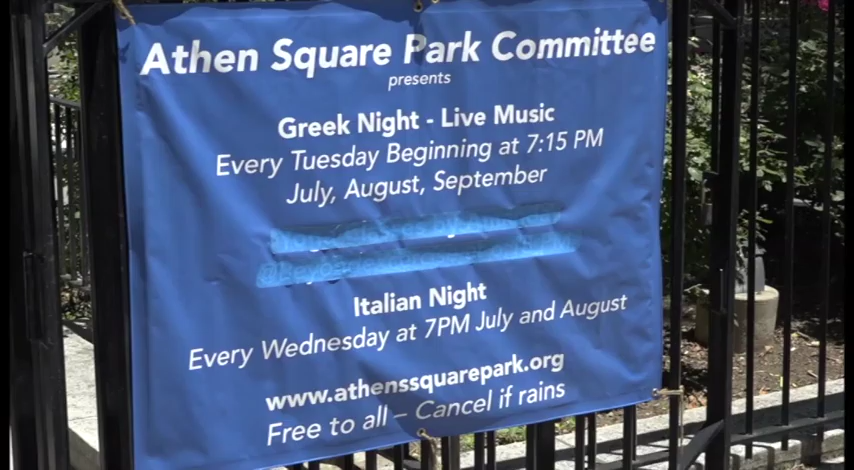 Athen Square Park Committee
presents
Greek Night - Live Music
Every Tuesday Beginning at 7:15 PM
July, August, September
Italian Night
Every Wednesday at 7PM July and August
www.athenssquarepark.org
Free to all – Cancel if rains